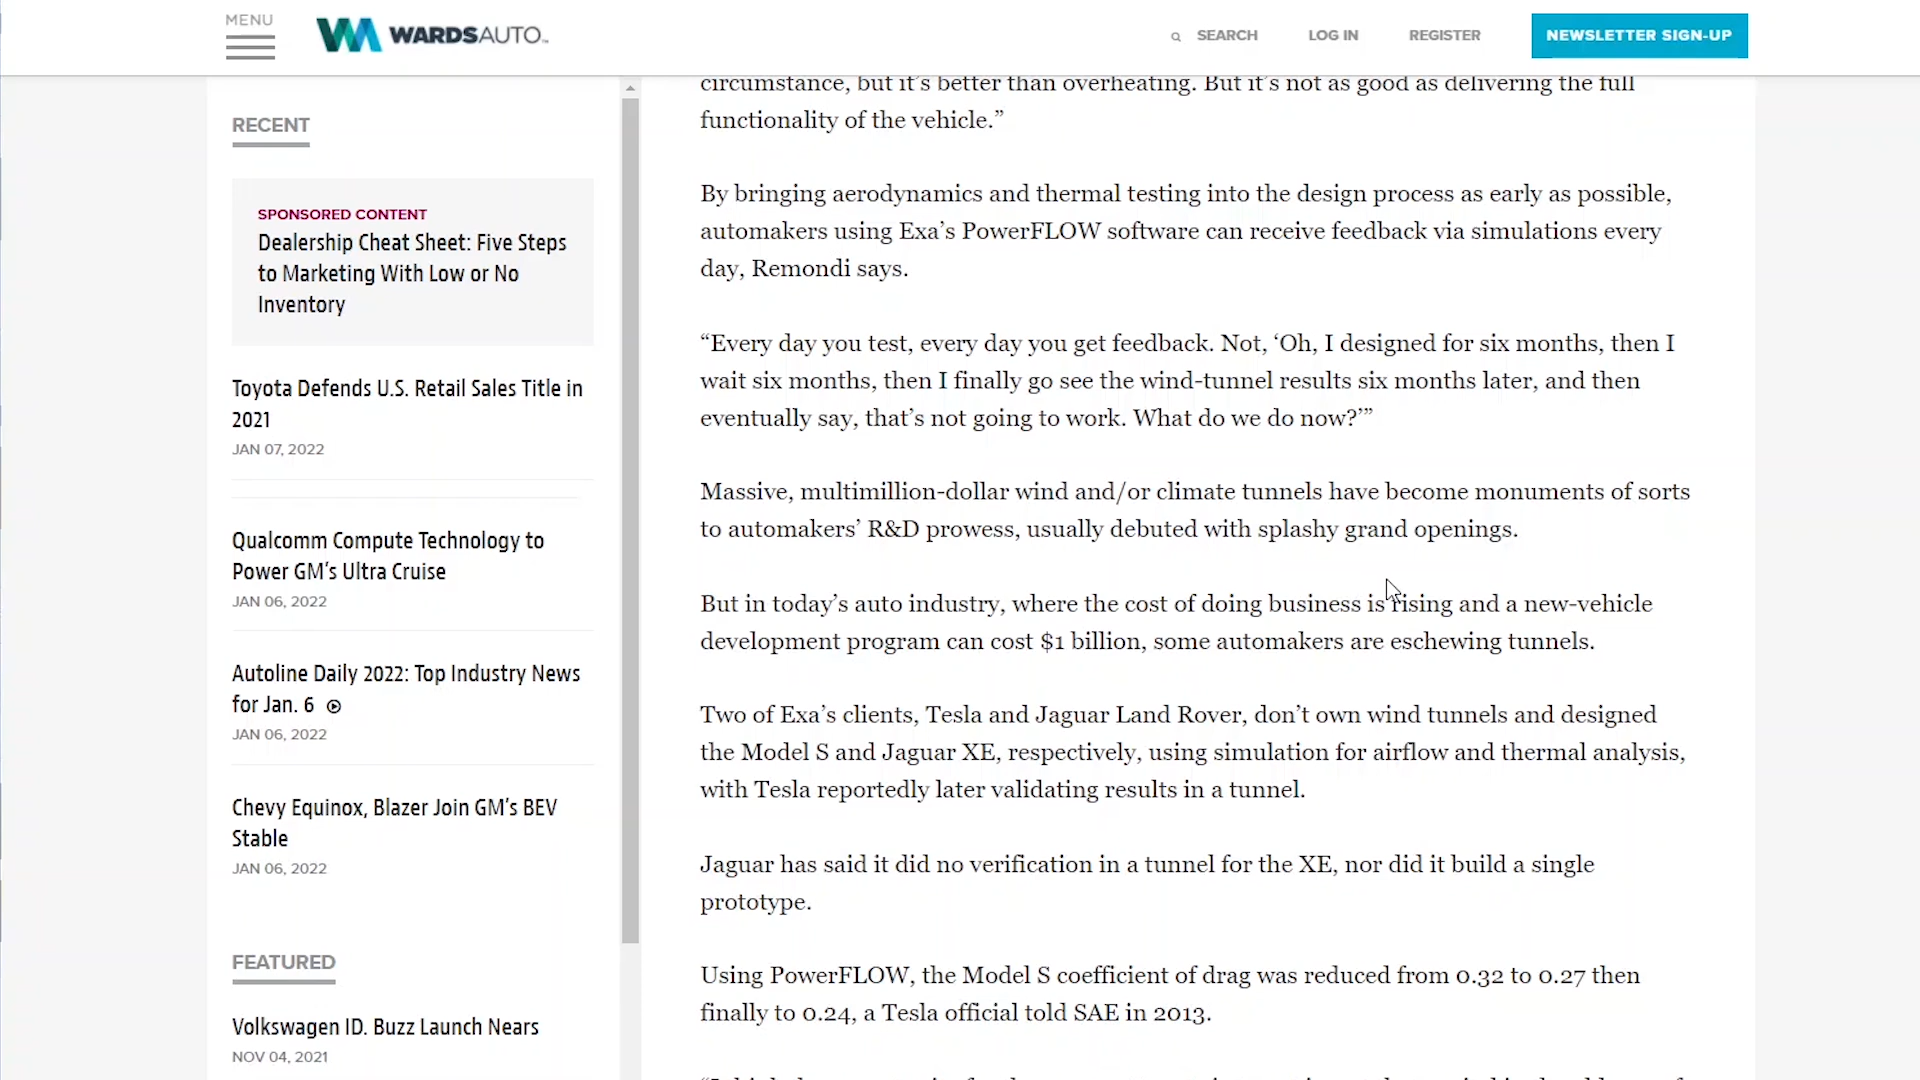 MENU
WARDSAUTO
SEARCH
LOG IN
REGISTER
NEWSLETTER SIGN-UP
RECENT
SPONSORED CONTENT
Dealership Cheat Sheet: Five Steps
to Marketing With Low or No
Inventory
Toyota Defends U.S. Retail Sales Title in
2021
JAN 07, 2022
Qualcomm Compute Technology to
Power GM's Ultra Cruise
JAN 06, 2022
Autoline Daily 2022: Top Industry News
for Jan. 6
JAN 06, 2022
Chevy Equinox, Blazer Join GM's BEV
Stable
JAN 06, 2022
FEATURED
Volkswagen ID. Buzz Launch Nears
NOV 04, 2021
circumstance, but it’s better than overheating. But it’s not as good as delivering the full
functionality of the vehicle.”
By bringing aerodynamics and thermal testing into the design process as early as possible,
automakers using Exa’s PowerFLOW software can receive feedback via simulations every
day, Remondi says.
“Every day you test, every day you get feedback. Not, ‘Oh, I designed for six months, then I
wait six months, then I finally go see the wind-tunnel results six months later, and then
eventually say, that’s not going to work. What do we do now?’”
Massive, multimillion-dollar wind and/or climate tunnels have become monuments of sorts
to automakers’ R&D prowess, usually debuted with splashy grand openings.
But in today’s auto industry, where the cost of doing business is rising and a new-vehicle
development program can cost $1 billion, some automakers are eschewing tunnels.
Two of Exa’s clients, Tesla and Jaguar Land Rover, don’t own wind tunnels and designed
the Model S and Jaguar XE, respectively, using simulation for airflow and thermal analysis,
with Tesla reportedly later validating results in a tunnel.
Jaguar has said it did no verification in a tunnel for the XE, nor did it build a single
prototype.
Using PowerFLOW, the Model S coefficient of drag was reduced from 0.32 to 0.27 then
finally to 0.24, a Tesla official told SAE in 2013.